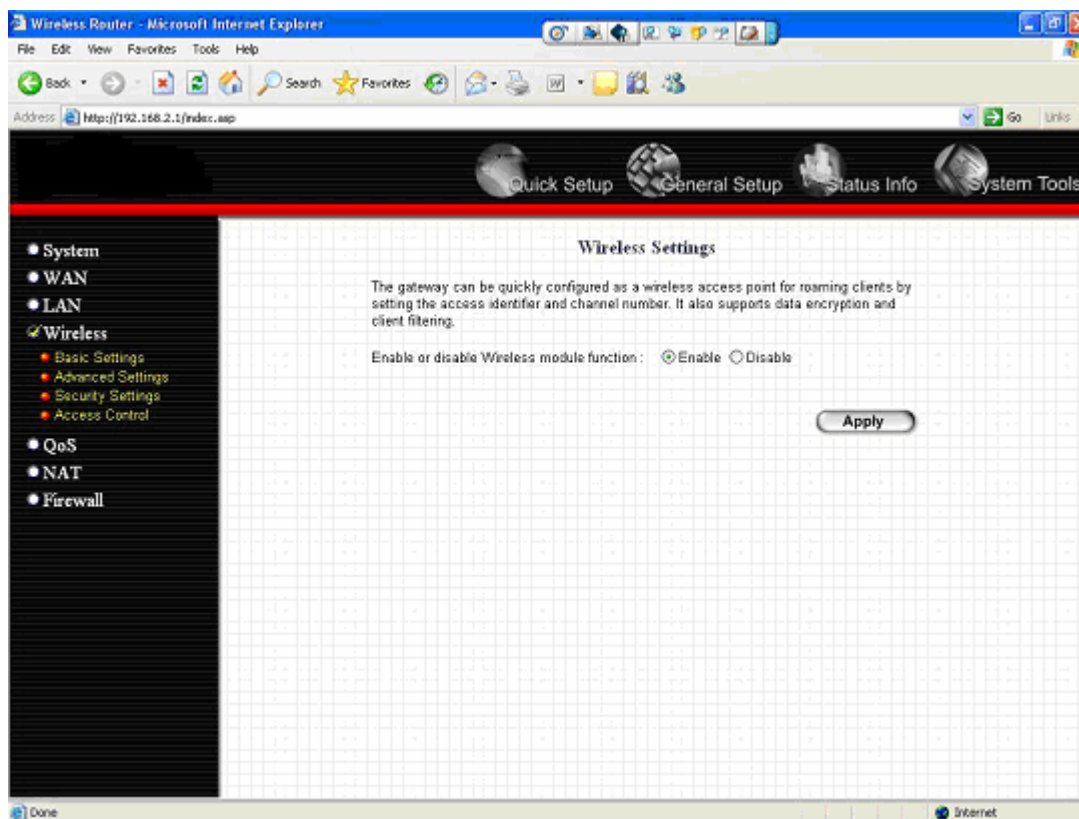 Wireless Router - Microsoft Internet Explorer
File Edit View Favorites Tools Help
Back Search Favorites
Address http://192.168.2.1/index.asp Go Links
Quick Setup General Setup Status Info System Tools
System
WAN
LAN
Wireless
Basic Settings
Advanced Settings
Security Settings
Access Control
QoS
NAT
Firewall
Wireless Settings
The gateway can be quickly configured as a wireless access point for roaming clients by
setting the access identifier and channel number. It also supports data encryption and
client filtering.
Enable or disable Wireless module function : Enable Disable
Apply
Done Internet